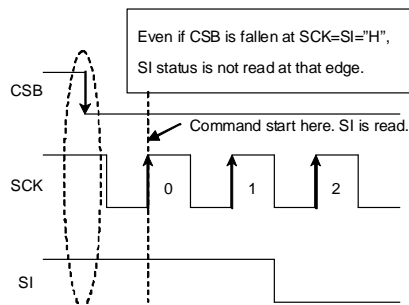 Even if CSB is fallen at SCK=SI="H",
SI status is not read at that edge.
CSB
Command start here. SI is read.
SCK
0
1
2
SI